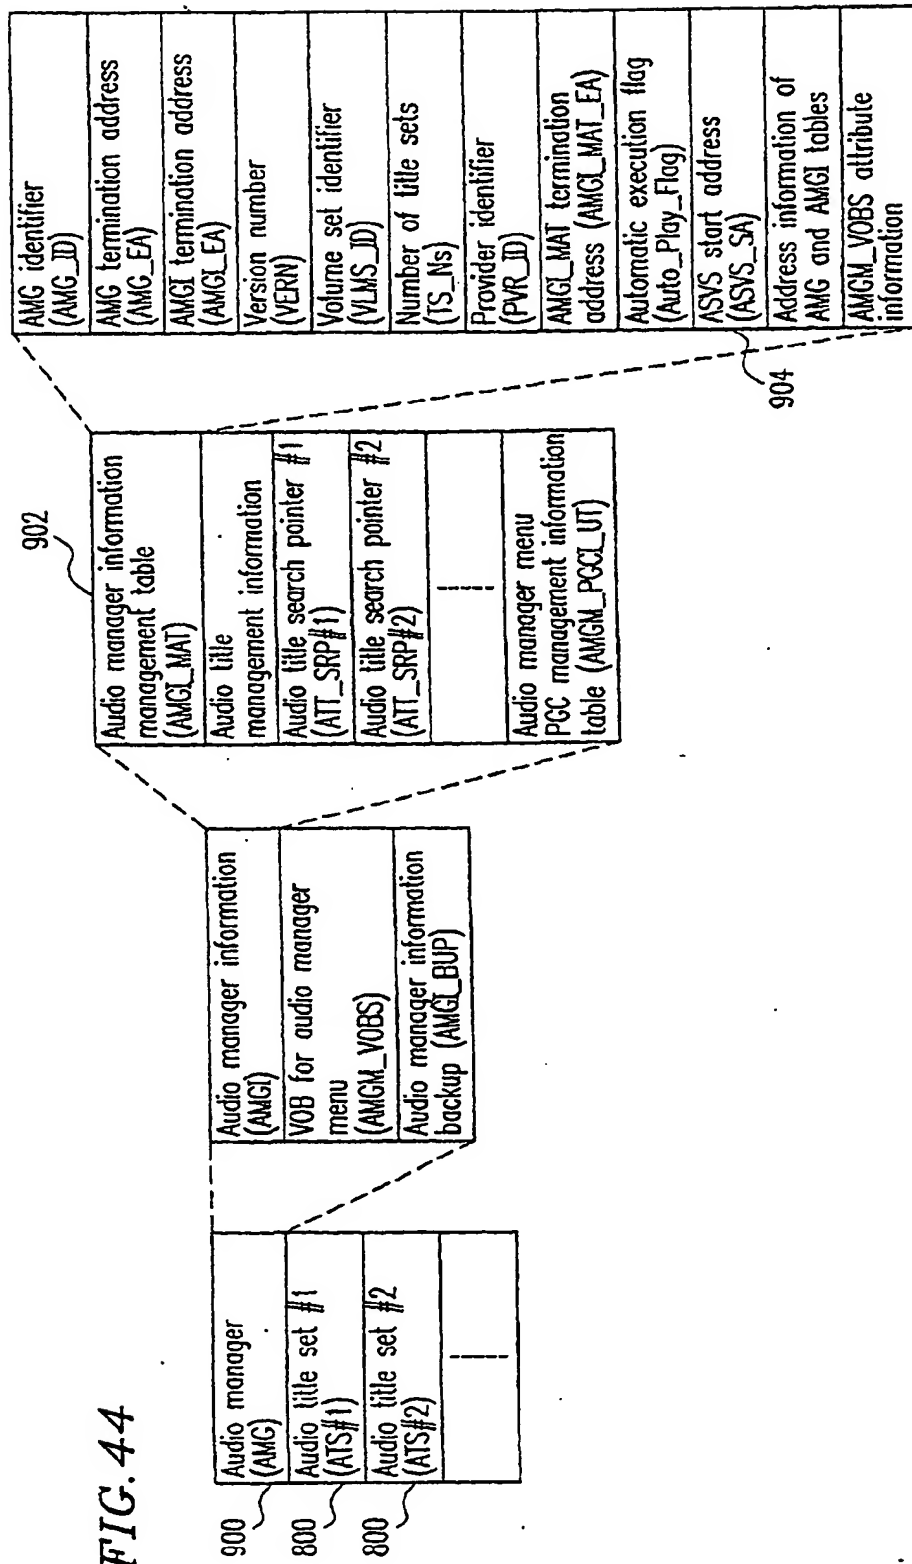 FIG. 44
900
Audio manager
(AMG)
800
Audio title set #1
(ATS#1)
800
Audio title set #2
(ATS#2)
Audio manager information
(AMGI)
VOB for audio manager
menu
(AMGM_VOBS)
Audio manager information
backup (AMGI_BUP)
902
Audio manager information
management table
(AMGI_MAT)
Audio title
management information
Audio title search pointer #1
(ATT_SRP#1)
Audio title search pointer #2
(ATT_SRP#2)
Audio manager menu
PGC management information
table (AMGM_PGCI_UT)
AMG identifier
(AMG_ID)
AMG termination address
(AMG_EA)
AMGI termination address
(AMGI_EA)
Version number
(VERN)
Volume set identifier
(VLMS_ID)
Number of title sets
(TS_Ns)
Provider identifier
(PVR_ID)
AMGI_MAT termination
address (AMGI_MAT_EA)
Automatic execution flag
(Auto_Play_Flag)
ASVS start address
(ASVS_SA)
904
Address information of
AMG and AMGI tables
AMGM_VOBS attribute
information